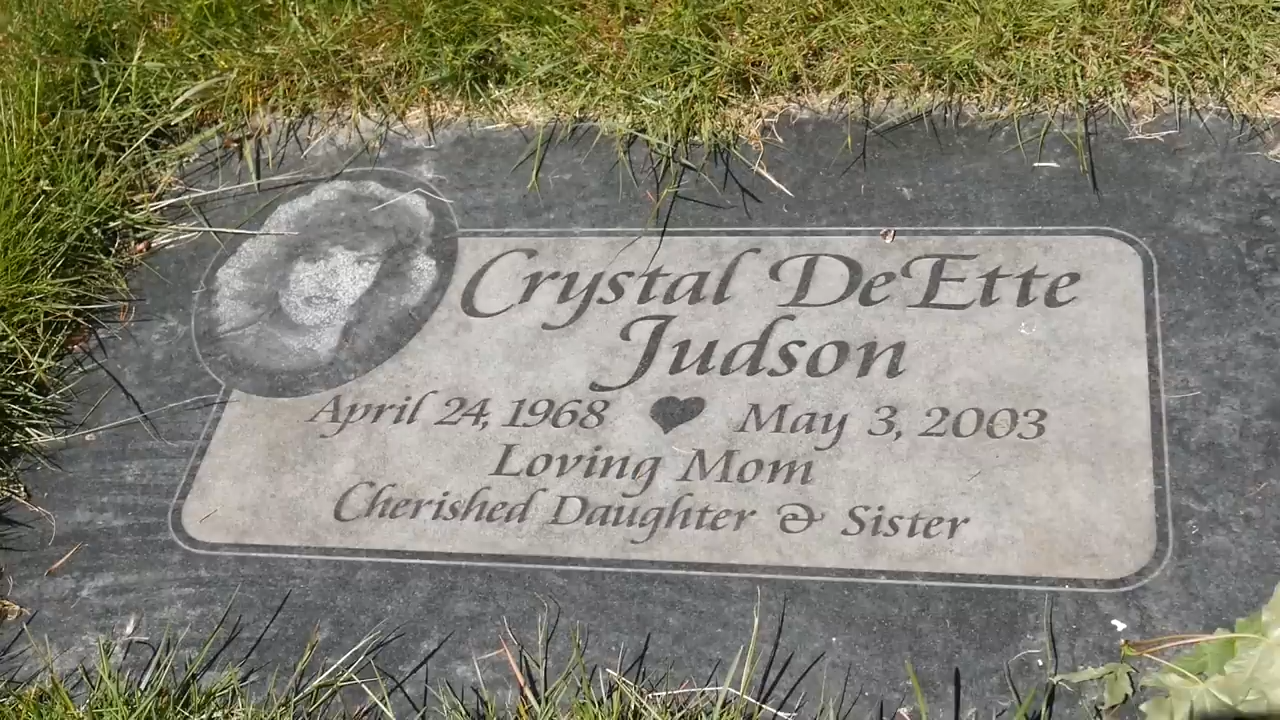 Crystal DeEtte
Judson
April 24, 1968 May 3, 2003
Loving Mom
Cherished Daughter & Sister